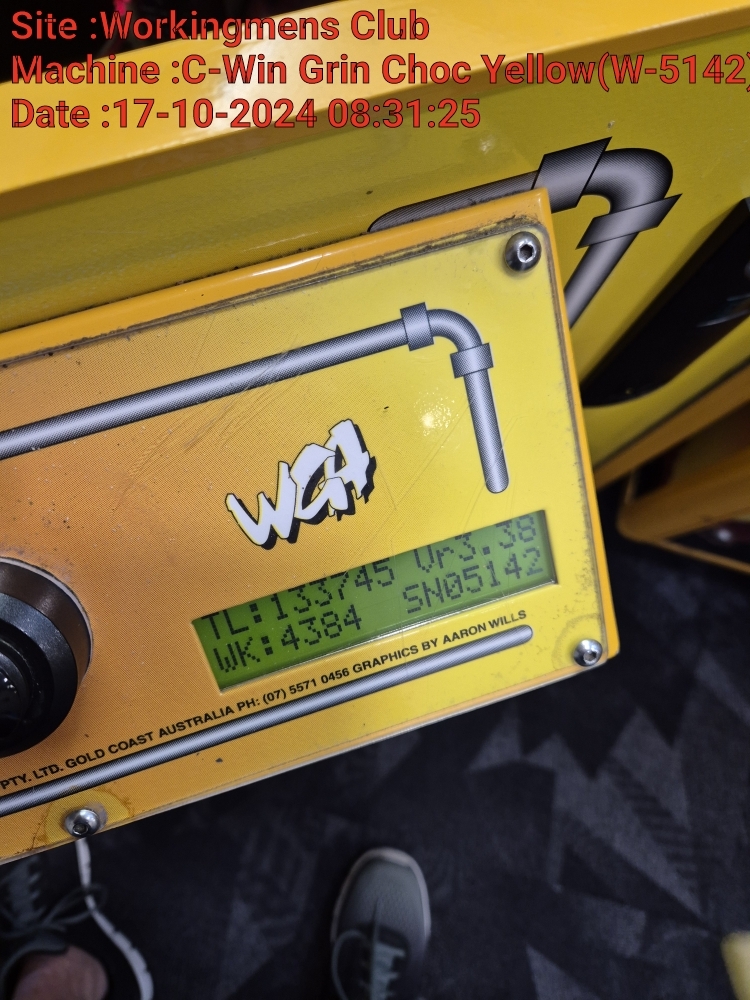 Site :Workingmens Club
Machine :C-Win Grin Choc Yellow(W-5142)
Date :17-10-2024 08:31:25
WGA
TL:133745 Vr3.38
WK:4384 SN05142
PTY. LTD. GOLD COAST AUSTRALIA PH: (07) 5571 0456 GRAPHICS BY AARON WILLS